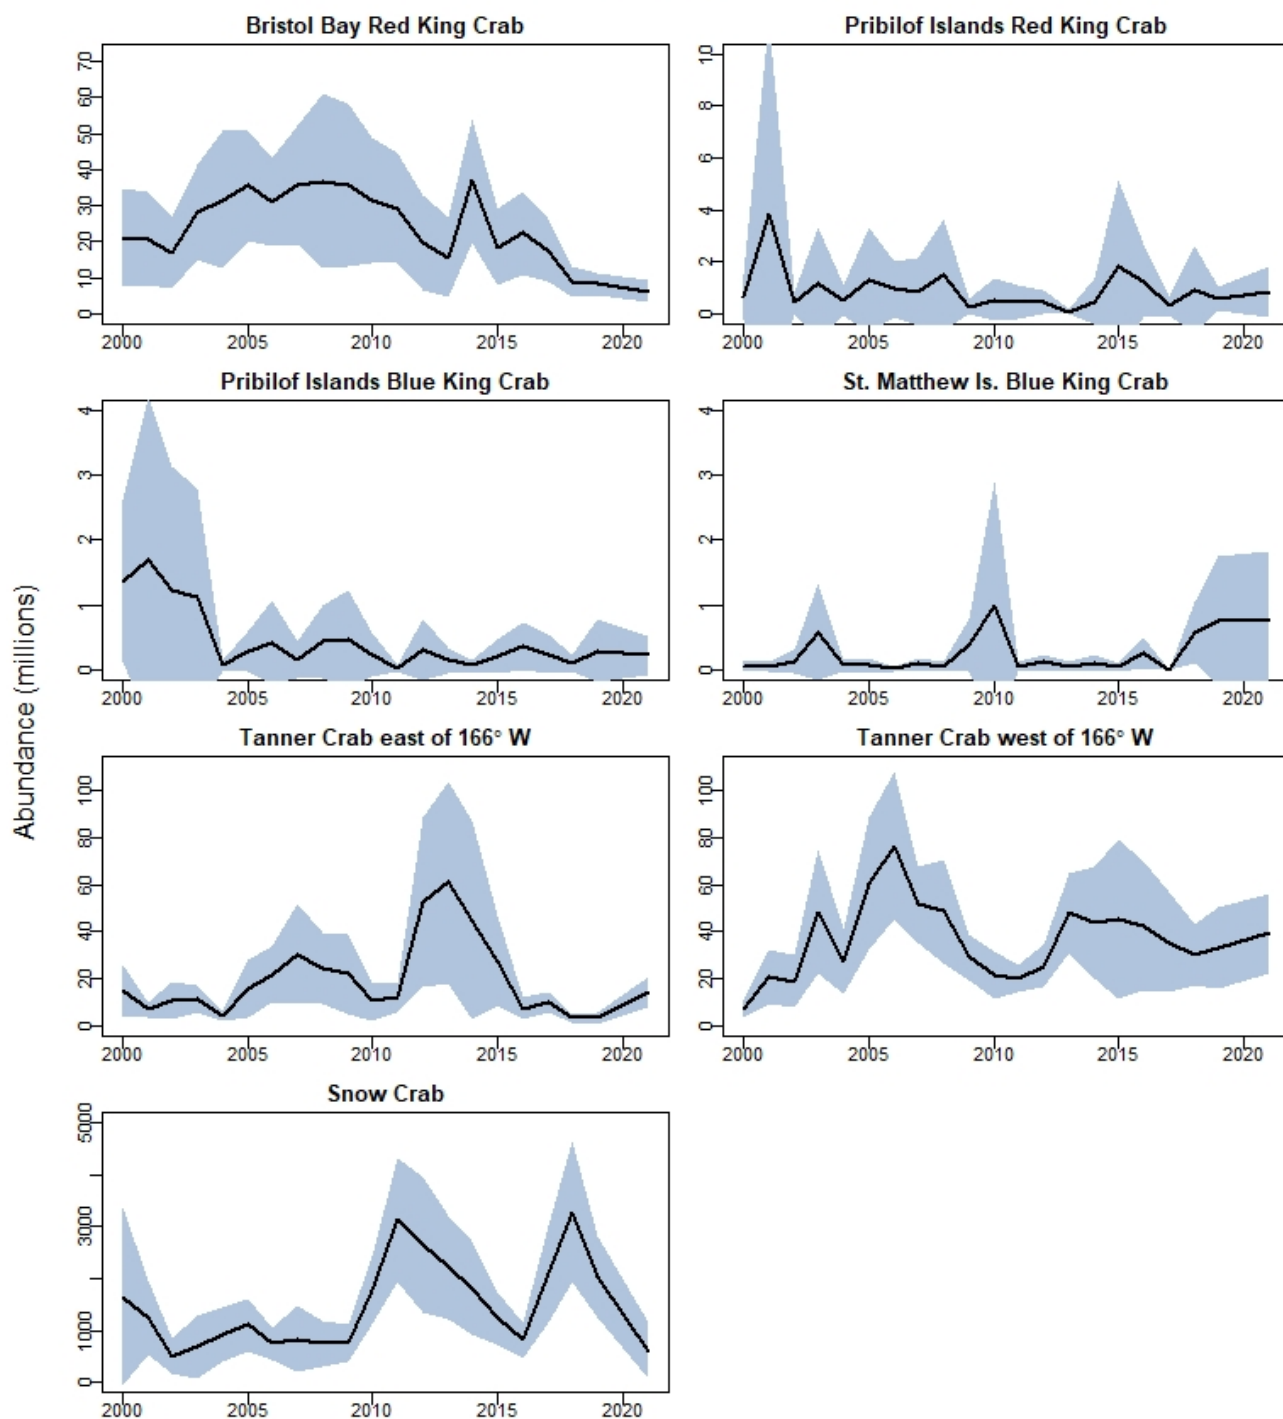 Bristol Bay Red King Crab
Pribilof Islands Red King Crab
70
60
50
40
30
20
10
0
10
8
6
4
2
0
2000 2005 2010 2015 2020
2000 2005 2010 2015 2020
Pribilof Islands Blue King Crab
St. Matthew Is. Blue King Crab
4
3
2
1
0
4
3
2
1
0
2000 2005 2010 2015 2020
2000 2005 2010 2015 2020
Abundance (millions)
Tanner Crab east of 166° W
Tanner Crab west of 166° W
100
80
60
40
20
0
100
80
60
40
20
0
2000 2005 2010 2015 2020
2000 2005 2010 2015 2020
Snow Crab
5000
3000
1000
0
2000 2005 2010 2015 2020